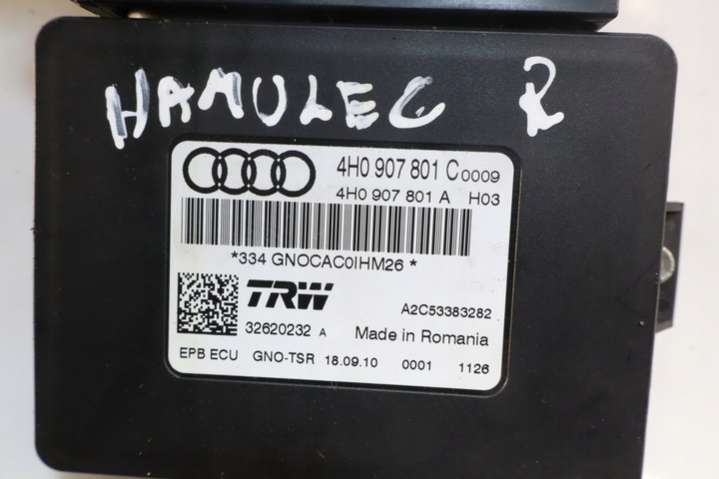 HAMULEC R
4H0 907 801 C 0009
4H0 907 801 A H03
*334 GNOCAC0IHM26 *
TRW
A2C53383282
32620232 A Made in Romania
EPB ECU GNO-TSR 18.09.10 0001 1126